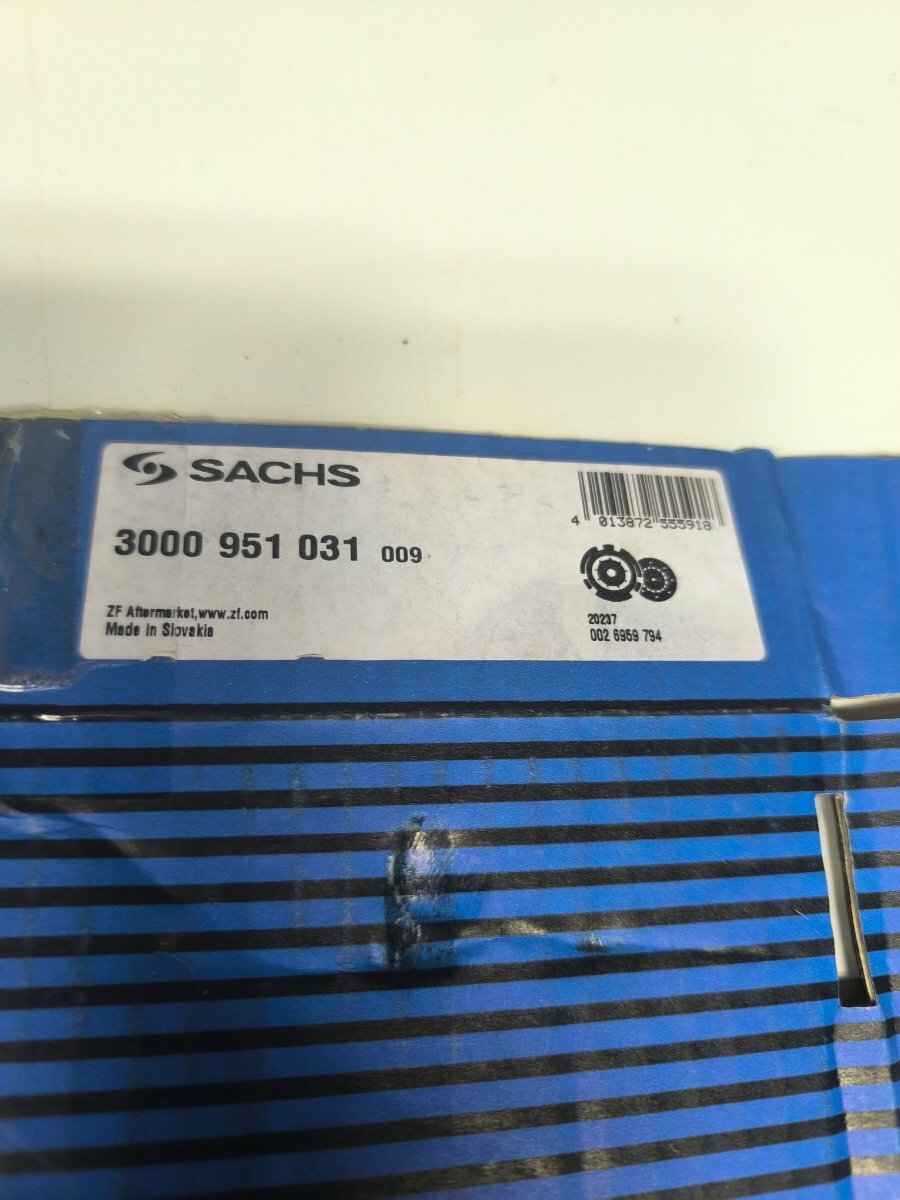 SACHS
3000 951 031 009
4 013872 555918
ZF Aftermarket,www.zf.com
Made in Slovakia
20237
002 6959 794